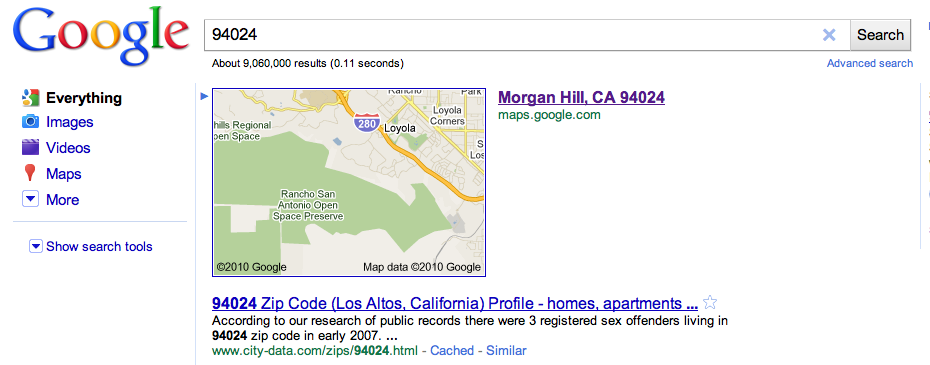 Google
94024
Search
About 9,060,000 results (0.11 seconds)
Advanced search
Everything
Images
Videos
Maps
More
Show search tools
Rancho
Park
hills Regional
pen Space
280
Loyola
Loyola
Corners
S
Los
Rancho San
Antonio Open
Space Preserve
©2010 Google
Map data ©2010 Google
Morgan Hill, CA 94024
maps.google.com
94024 Zip Code (Los Altos, California) Profile - homes, apartments ...
According to our research of public records there were 3 registered sex offenders living in
94024 zip code in early 2007. ...
www.city-data.com/zips/94024.html - Cached - Similar